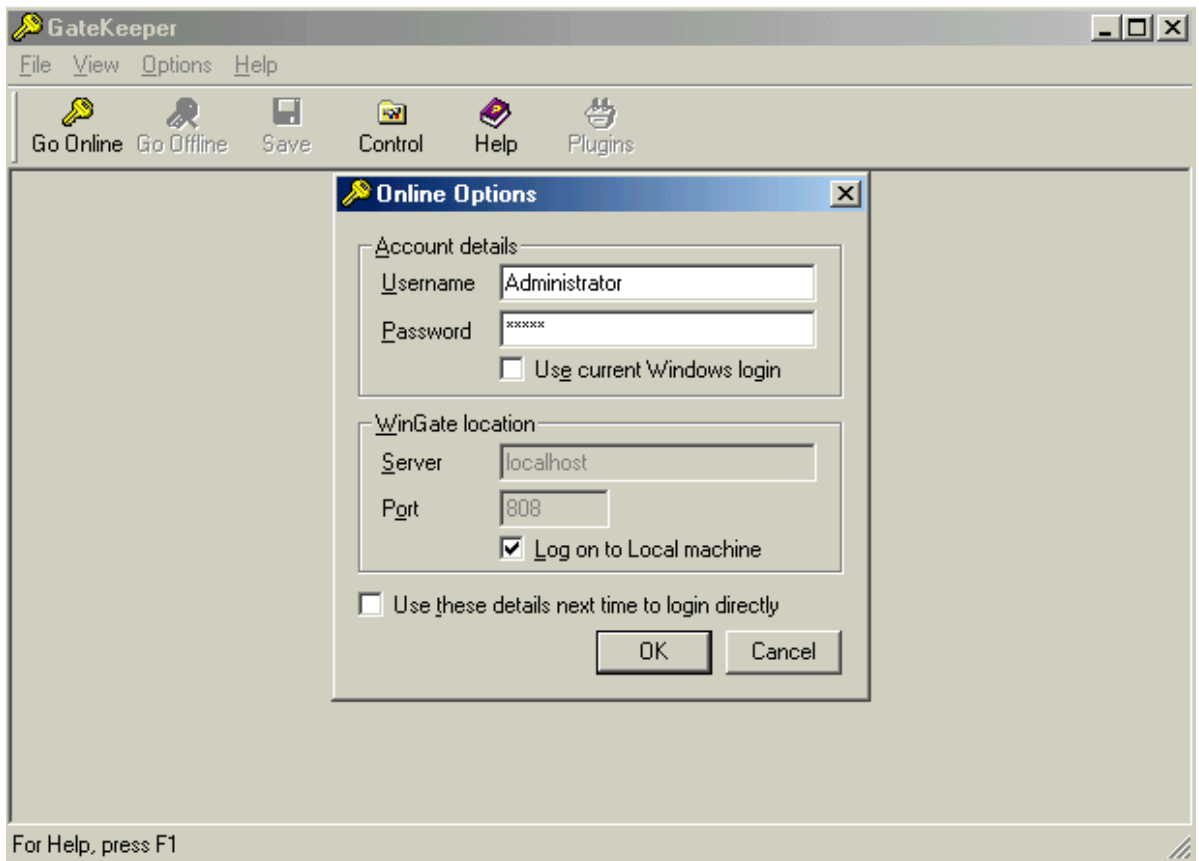 GateKeeper
File View Options Help
Go Online Go Offline Save Control Help Plugins
Online Options
Account details
Username Administrator
Password xxxxx
Use current Windows login
WinGate location
Server localhost
Port 808
Log on to Local machine
Use these details next time to login directly
OK Cancel
For Help, press F1